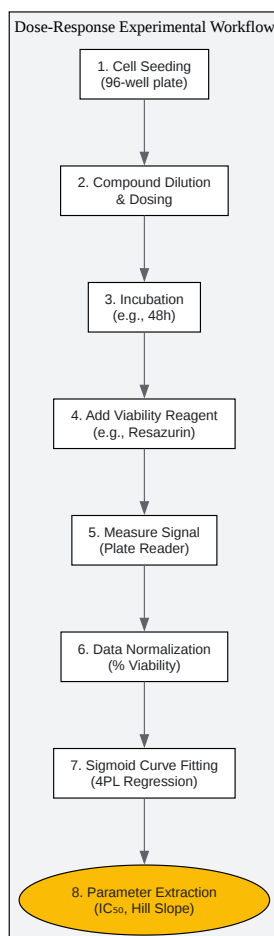 Dose-Response Experimental Workflow
1. Cell Seeding
(96-well plate)
2. Compound Dilution
& Dosing
3. Incubation
(e.g., 48h)
4. Add Viability Reagent
(e.g., Resazurin)
5. Measure Signal
(Plate Reader)
6. Data Normalization
(% Viability)
7. Sigmoid Curve Fitting
(4PL Regression)
8. Parameter Extraction
(IC₅₀, Hill Slope)